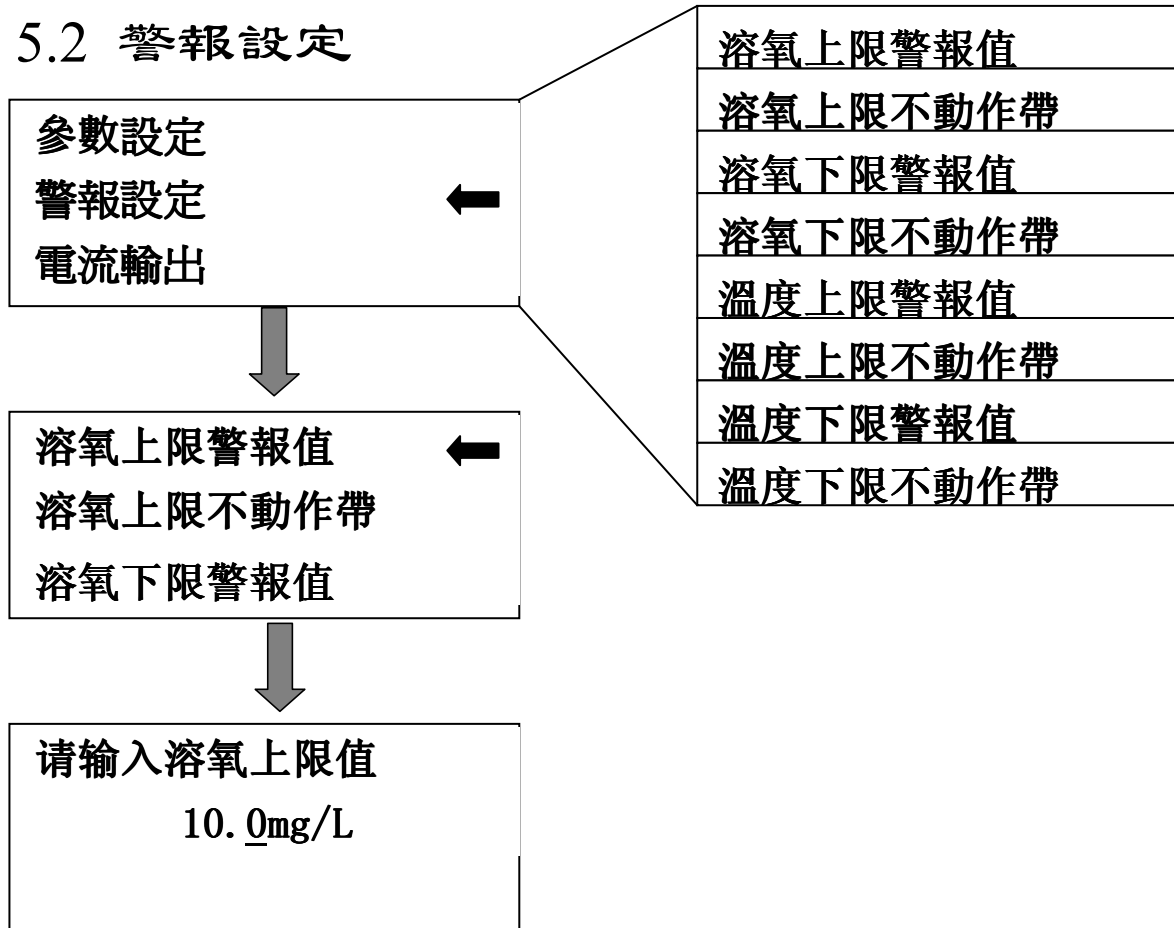 5.2 警報設定
參數設定
警報設定
電流輸出
溶氧上限警報值
溶氧上限不動作帶
溶氧下限警報值
溶氧下限不動作帶
溫度上限警報值
溫度上限不動作帶
溫度下限警報值
溫度下限不動作帶
溶氧上限警報值
溶氧上限不動作帶
溶氧下限警報值
请输入溶氧上限值
10.0mg/L